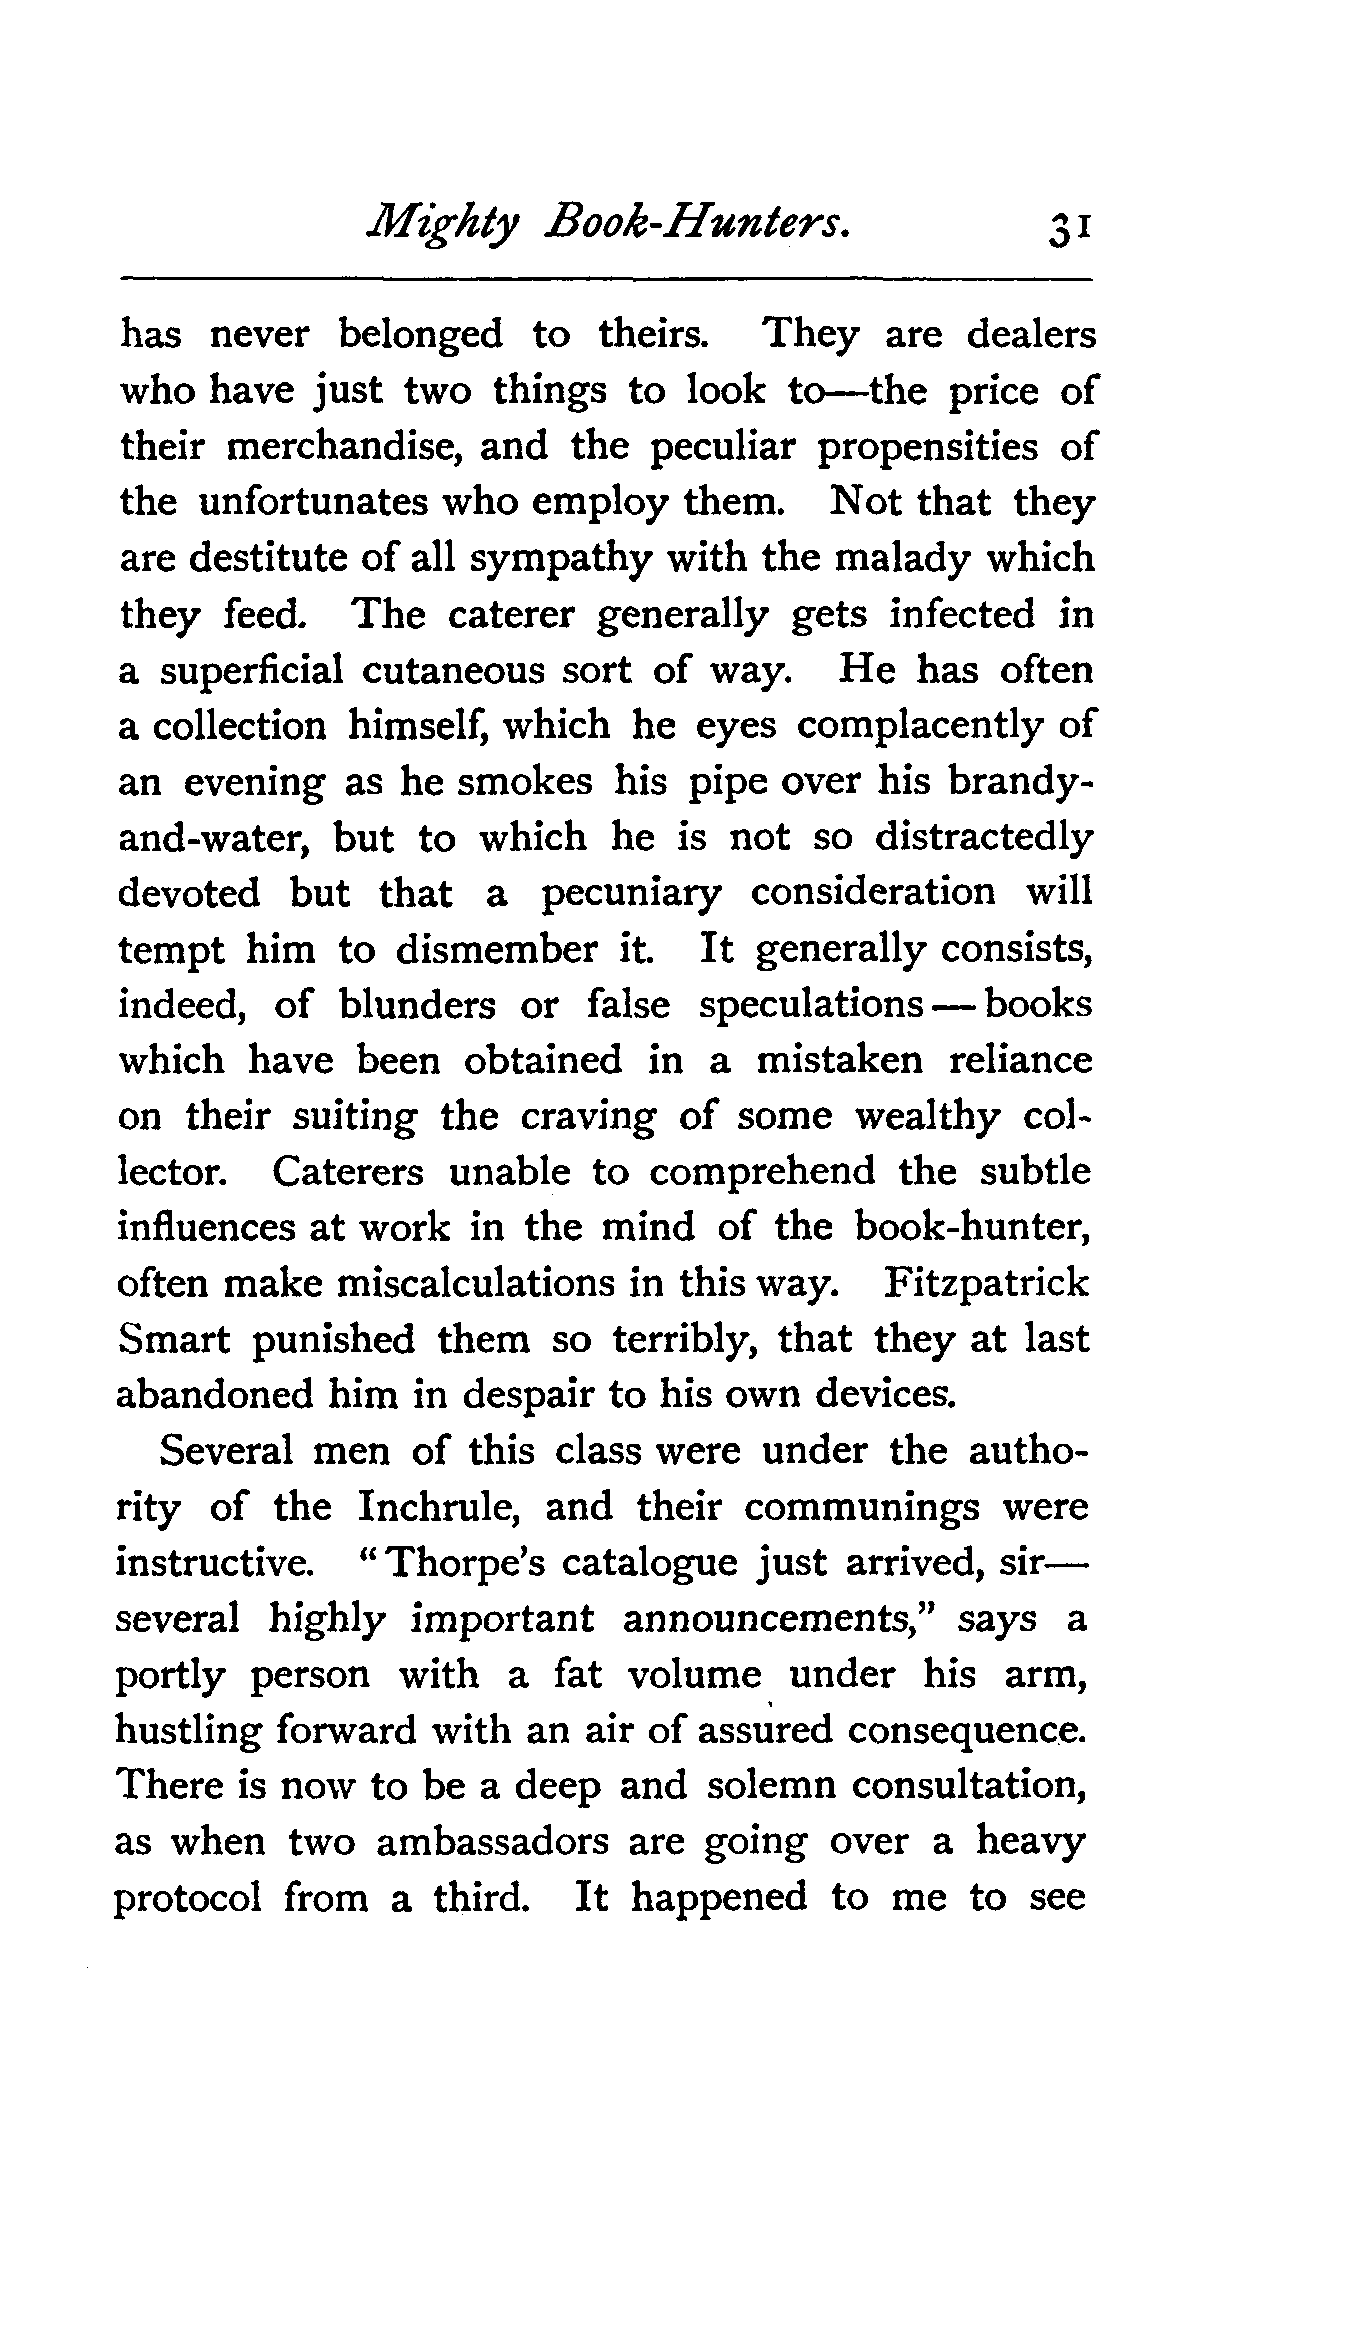 Mighty Book-Hunters. 31
has never belonged to theirs. They are dealers
who have just two things to look to—the price of
their merchandise, and the peculiar propensities of
the unfortunates who employ them. Not that they
are destitute of all sympathy with the malady which
they feed. The caterer generally gets infected in
a superficial cutaneous sort of way. He has often
a collection himself, which he eyes complacently of
an evening as he smokes his pipe over his brandy-
and-water, but to which he is not so distractedly
devoted but that a pecuniary consideration will
tempt him to dismember it. It generally consists,
indeed, of blunders or false speculations — books
which have been obtained in a mistaken reliance
on their suiting the craving of some wealthy col-
lector. Caterers unable to comprehend the subtle
influences at work in the mind of the book-hunter,
often make miscalculations in this way. Fitzpatrick
Smart punished them so terribly, that they at last
abandoned him in despair to his own devices.
Several men of this class were under the autho-
rity of the Inchrule, and their communings were
instructive. "Thorpe's catalogue just arrived, sir—
several highly important announcements," says a
portly person with a fat volume under his arm,
hustling forward with an air of assured consequence.
There is now to be a deep and solemn consultation,
as when two ambassadors are going over a heavy
protocol from a third. It happened to me to see